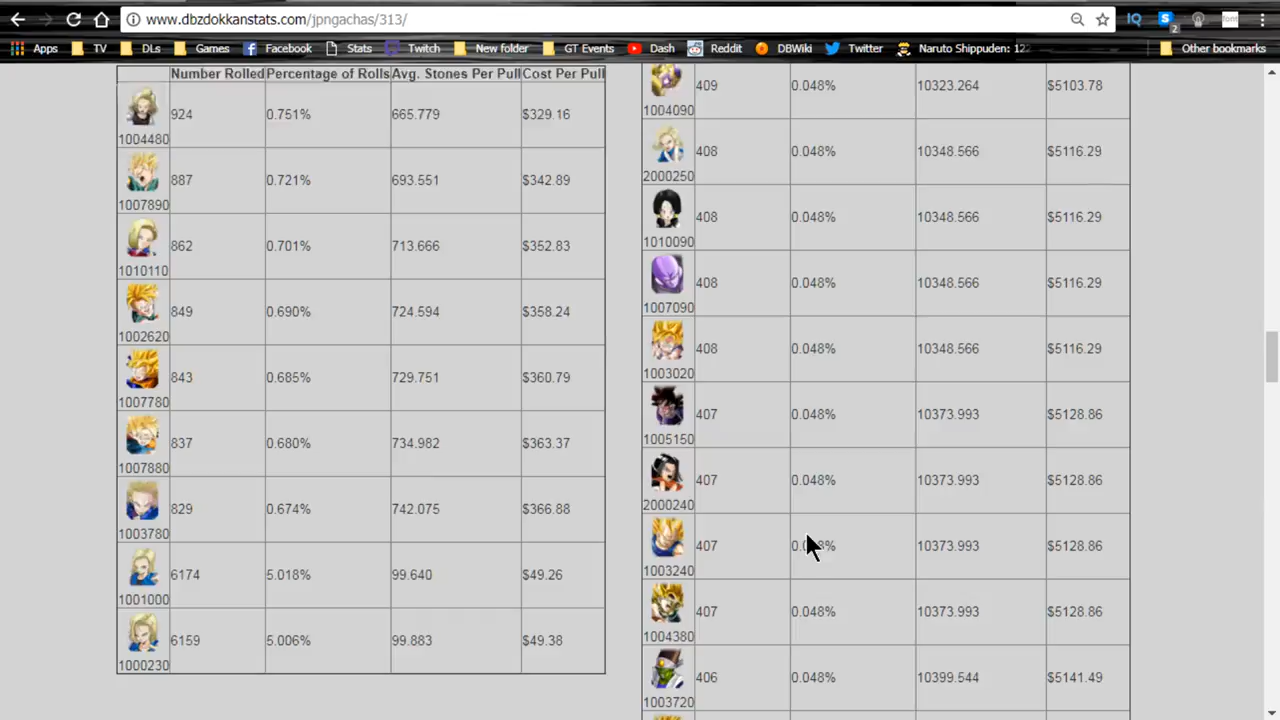 www.dbzdokkanstats.com/jpngachas/313/
Apps TV DLs Games Facebook Stats Twitch New folder GT Events Dash Reddit DBWiki Twitter Naruto Shippuden: Other bookmarks
Number Rolled Percentage of Rolls Avg. Stones Per Pull Cost Per Pull
924 0.751% 665.779 $329.16
1004480
887 0.721% 693.551 $342.89
1007890
862 0.701% 713.666 $352.83
1010110
849 0.690% 724.594 $358.24
1002620
843 0.685% 729.751 $360.79
1007780
837 0.680% 734.982 $363.37
1007880
829 0.674% 742.075 $366.88
1003780
6174 5.018% 99.640 $49.26
1001000
6159 5.006% 99.883 $49.38
1000230
409 0.048% 10323.264 $5103.78
1004090
408 0.048% 10348.566 $5116.29
2000250
408 0.048% 10348.566 $5116.29
1010090
408 0.048% 10348.566 $5116.29
1007090
408 0.048% 10348.566 $5116.29
1003020
407 0.048% 10373.993 $5128.86
1005150
407 0.048% 10373.993 $5128.86
2000240
407 10373.993 $5128.86
1003240
407 0.048% 10373.993 $5128.86
1004380
406 0.048% 10399.544 $5141.49
1003720